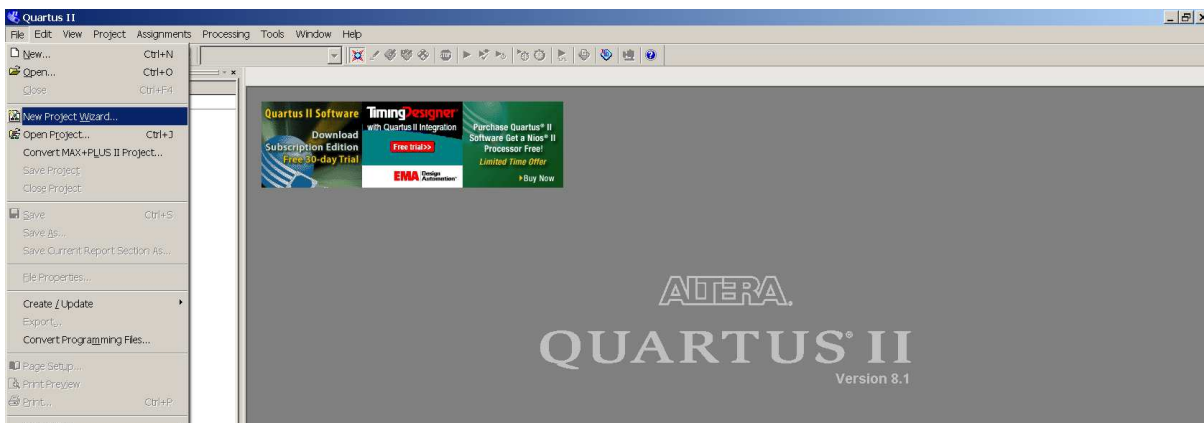 Quartus II
File Edit View Project Assignments Processing Tools Window Help
New... Ctrl+N
Open... Ctrl+O
Close Ctrl+F4
New Project Wizard...
Open Project... Ctrl+J
Convert MAX+PLUS II Project...
Save Project
Close Project
Save Ctrl+S
Save As...
Save Current Report Section As...
File Properties...
Create / Update
Export...
Convert Programming Files...
Page Setup...
Print Preview
Print... Ctrl+P
Quartus II Software
Download
Subscription Edition
Free 30-day Trial
TimingDesigner
with Quartus II Integration
Free trial>>
EMA Design Automation
Purchase Quartus® II
Software Get a Nios® II
Processor Free!
Limited Time Offer
Buy Now
ALTERA.
QUARTUS® II
Version 8.1